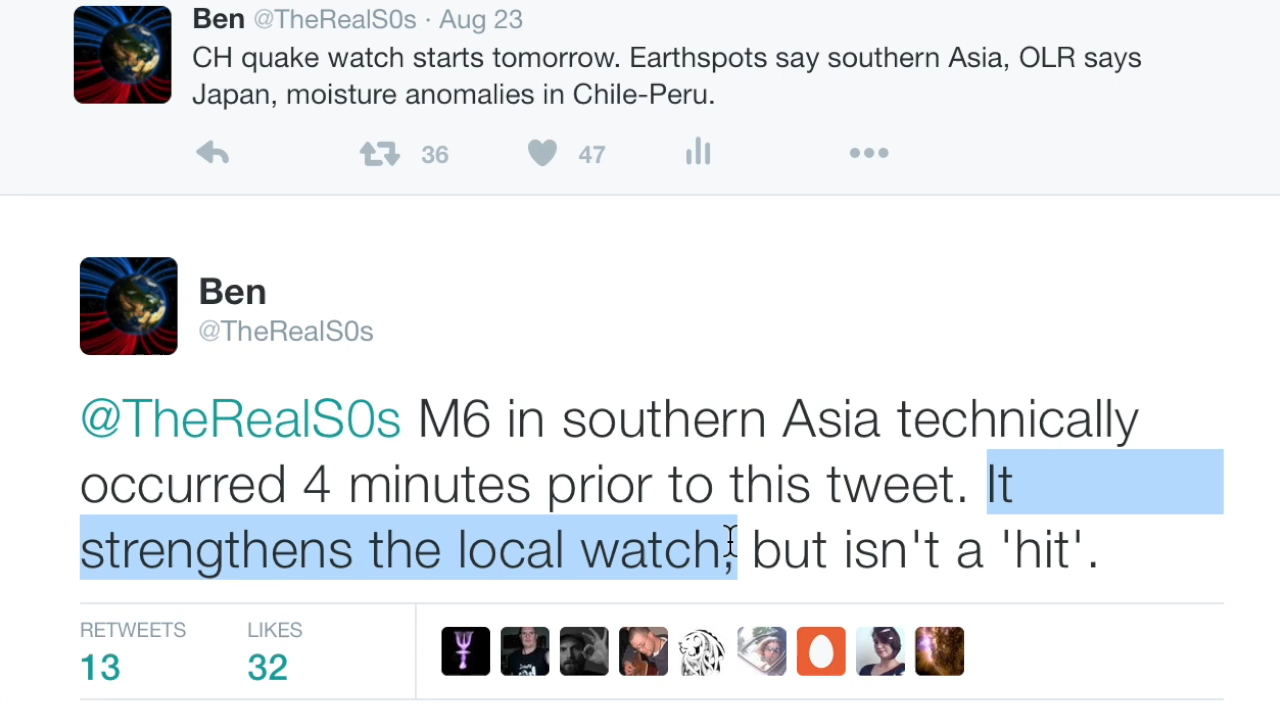 Ben @TheRealS0s · Aug 23
CH quake watch starts tomorrow. Earthspots say southern Asia, OLR says
Japan, moisture anomalies in Chile-Peru.
36 47
Ben
@TheRealS0s
@TheRealS0s M6 in southern Asia technically
occurred 4 minutes prior to this tweet. It
strengthens the local watch, but isn't a 'hit'.
RETWEETS LIKES
13 32